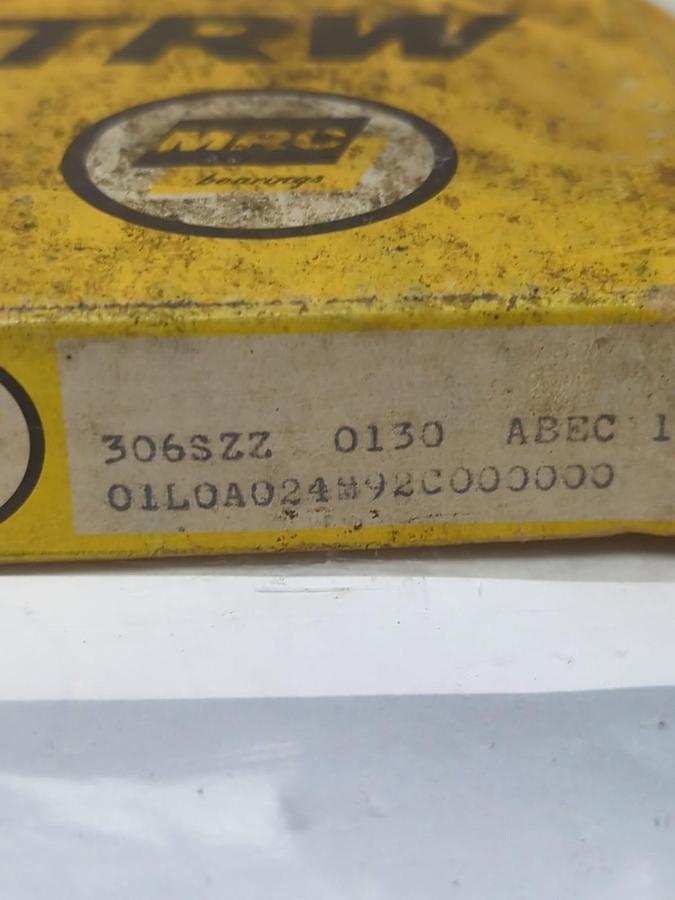 TRW
MRC
bearings
306SZZ 0130 ABEC 1
01L0A024M92C000000